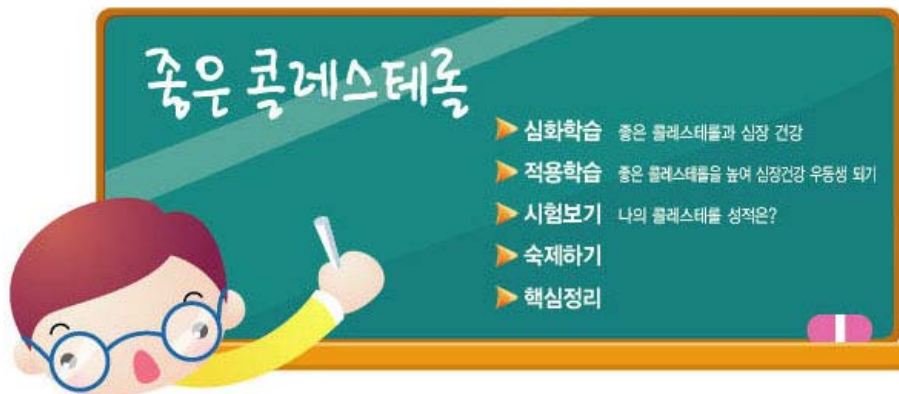 좋은 콜레스테롤
심화학습 좋은 콜레스테롤과 심장 건강
적용학습 좋은 콜레스테롤을 높여 심장건강 우등생 되기
시험보기 나의 콜레스테롤 성적은?
숙제하기
핵심정리